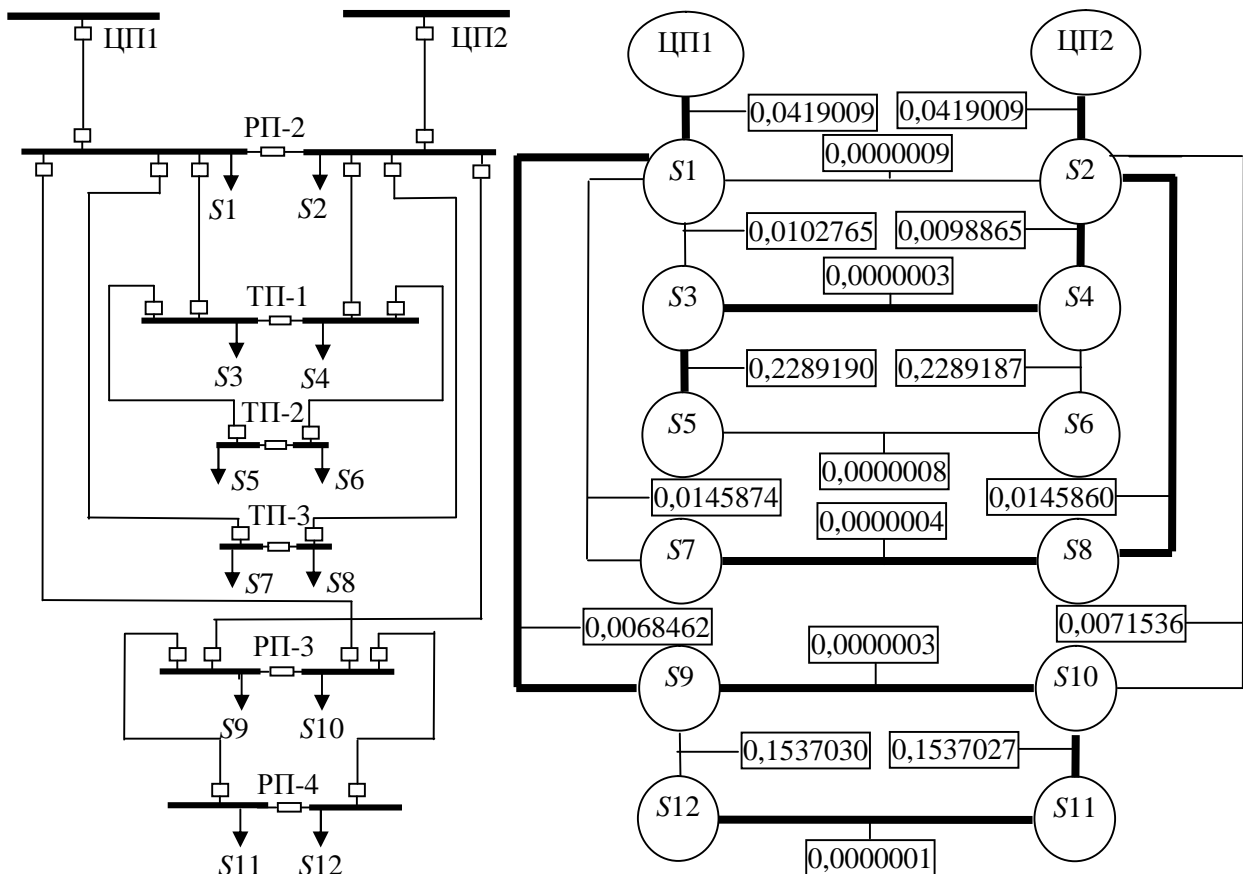 ЦП1
ЦП2
РП-2
S1
S2
ТП-1
S3
S4
ТП-2
S5
S6
ТП-3
S7
S8
РП-3
S9
S10
РП-4
S11
S12
ЦП1
ЦП2
0,0419009
0,0419009
0,0000009
S1
S2
0,0102765
0,0098865
0,0000003
S3
S4
0,2289190
0,2289187
S5
S6
0,0000008
0,0145874
0,0145860
0,0000004
S7
S8
0,0068462
0,0071536
0,0000003
S9
S10
0,1537030
0,1537027
S12
S11
0,0000001